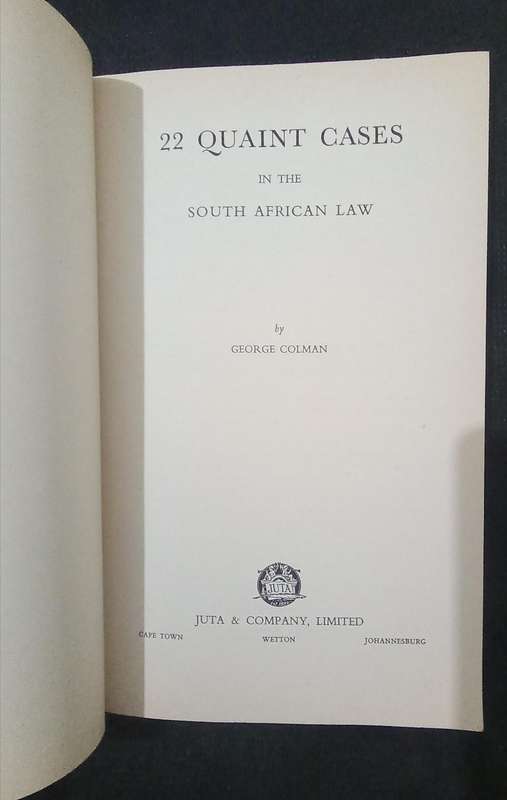 22 QUAINT CASES
IN THE
SOUTH AFRICAN LAW
by
GEORGE COLMAN
JUTA
JUTA & COMPANY, LIMITED
CAPE TOWN WETTON JOHANNESBURG